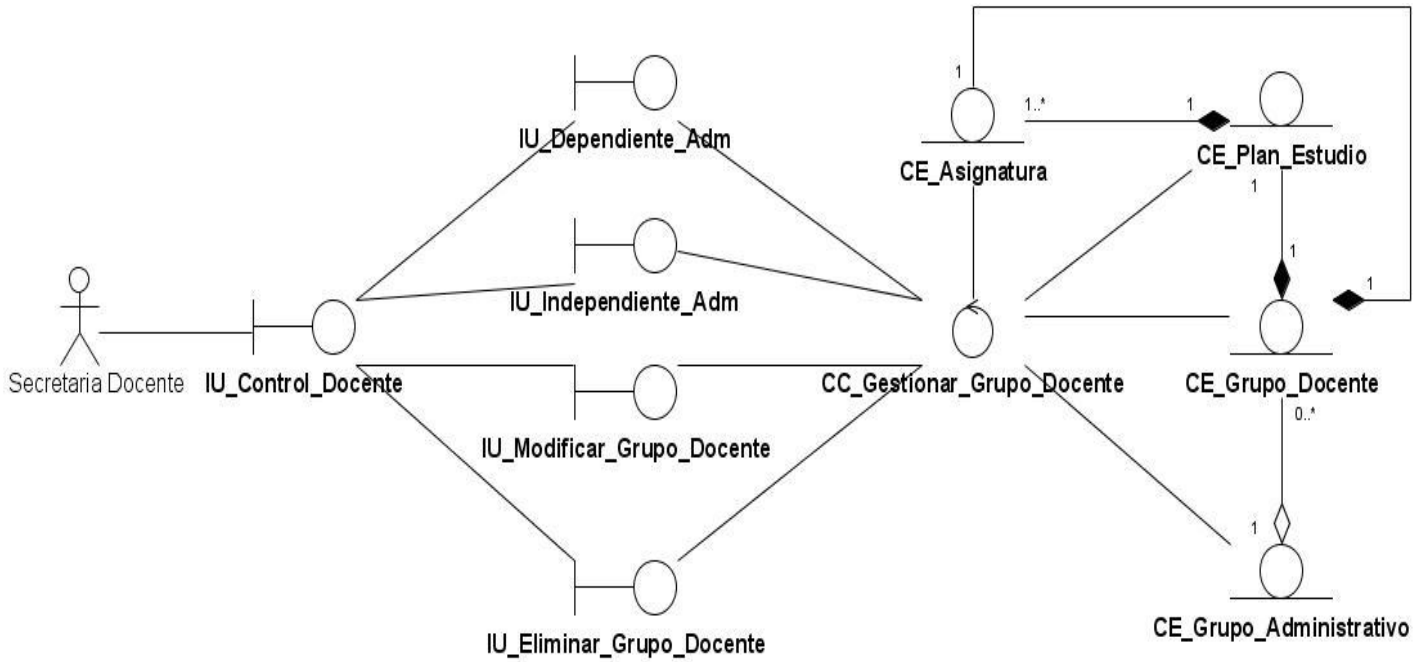 1
1..*
1
IU_Dependiente_Adm
CE_Asignatura
CE_Plan_Estudio
1
1
1
IU_Independiente_Adm
Secretaria Docente
IU_Control_Docente
CC_Gestionar_Grupo_Docente
CE_Grupo_Docente
0..*
IU_Modificar_Grupo_Docente
1
IU_Eliminar_Grupo_Docente
CE_Grupo_Administrativo